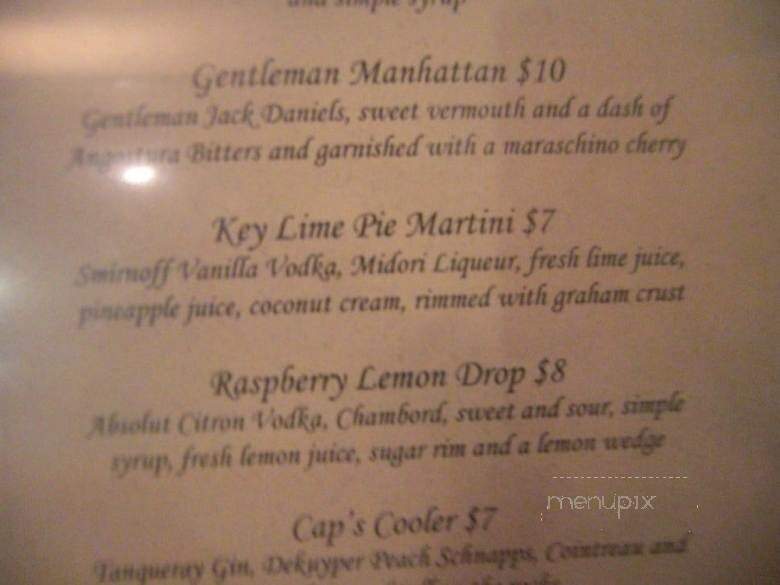 and simple syrup
Gentleman Manhattan $10
Gentleman Jack Daniels, sweet vermouth and a dash of
Angostura Bitters and garnished with a maraschino cherry
Key Lime Pie Martini $7
Smirnoff Vanilla Vodka, Midori Liqueur, fresh lime juice,
pineapple juice, coconut cream, rimmed with graham crust
Raspberry Lemon Drop $8
Absolut Citron Vodka, Chambord, sweet and sour, simple
syrup, fresh lemon juice, sugar rim and a lemon wedge
menupix
Cap's Cooler $7
Tanqueray Gin, Dekuyper Peach Schnapps, Cointreau and